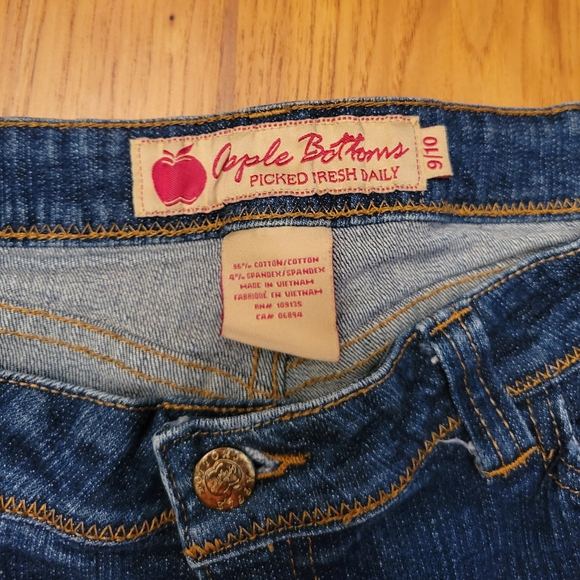 Apple Bottoms
PICKED FRESH DAILY
9/10
96% COTTON/COTTON
4% SPANDEX/SPANDEX
MADE IN VIETNAM
FABRIQUÉ EN VIETNAM
RN# 109135
CA# 06894